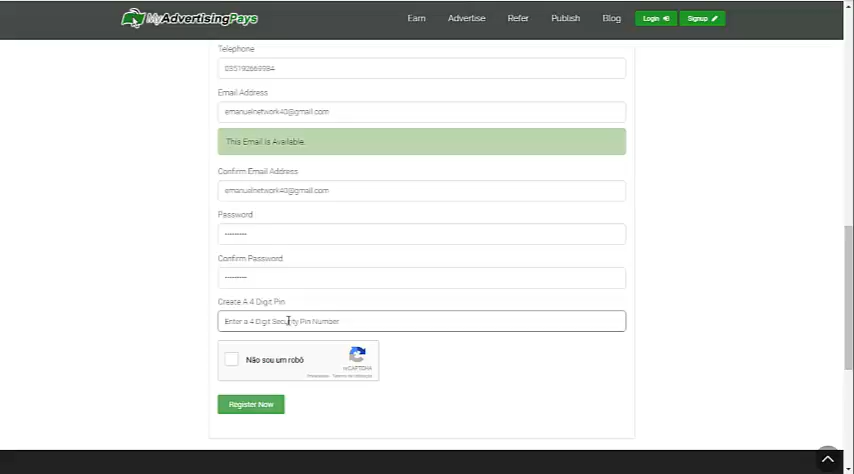 MyAdvertisingPays
Earn Advertise Refer Publish Blog Login Signup
Telephone
035192669984
Email Address
emanuelnetwork40@gmail.com
This Email Is Available.
Confirm Email Address
emanuelnetwork40@gmail.com
Password
Confirm Password
Create A 4 Digit Pin
Enter a 4 Digit Security Pin Number
Não sou um robô
reCAPTCHA
Register Now